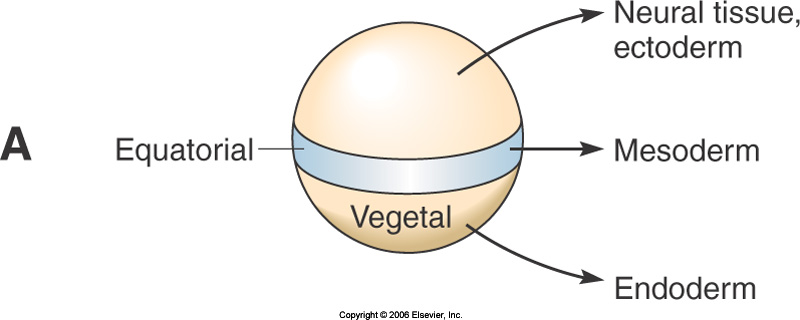 Neural tissue,
ectoderm
A
Equatorial
Mesoderm
Vegetal
Endoderm
Copyright © 2006 Elsevier, Inc.